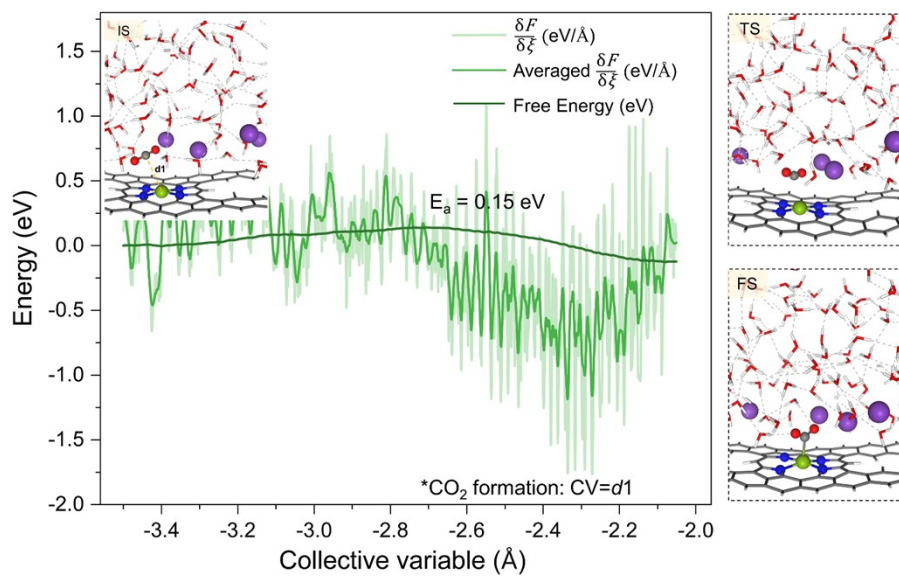 IS
d1
δF/δξ (eV/Å)
Averaged δF/δξ (eV/Å)
Free Energy (eV)
Eₐ = 0.15 eV
*CO₂ formation: CV=d1
Energy (eV)
1.5
1.0
0.5
0.0
-0.5
-1.0
-1.5
-2.0
-3.4
-3.2
-3.0
-2.8
-2.6
-2.4
-2.2
-2.0
Collective variable (Å)
TS
FS